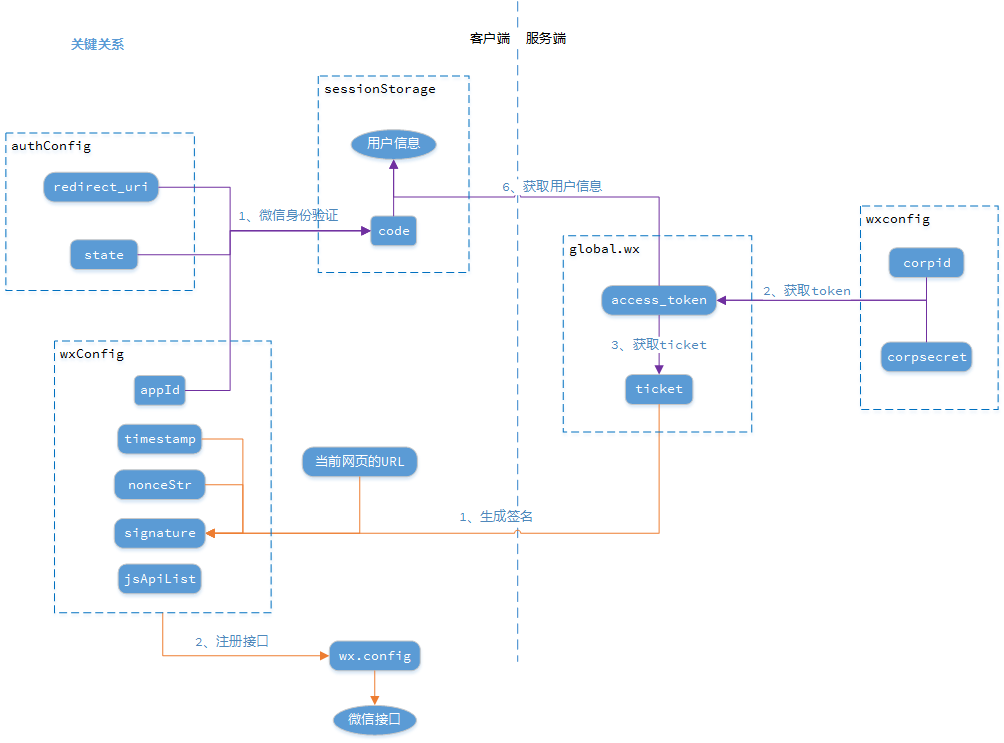 关键关系
客户端
服务端
sessionStorage
用户信息
authConfig
redirect_uri
6、获取用户信息
1、微信身份验证
code
wxconfig
state
global.wx
corpid
access_token
2、获取token
3、获取ticket
wxConfig
corpsecret
appId
ticket
timestamp
当前网页的URL
nonceStr
1、生成签名
signature
jsApiList
2、注册接口
wx.config
微信接口